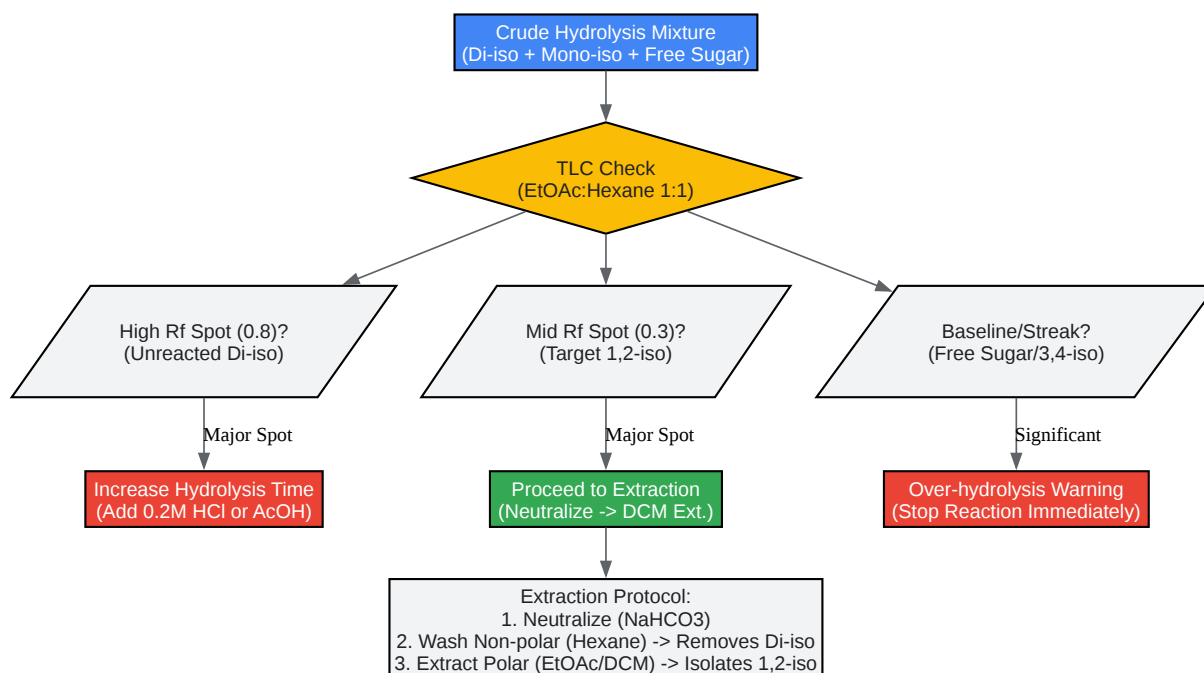 Crude Hydrolysis Mixture
(Di-iso + Mono-iso + Free Sugar)
TLC Check
(EtOAc:Hexane 1:1)
High Rf Spot (0.8)?
(Unreacted Di-iso)
Mid Rf Spot (0.3)?
(Target 1,2-iso)
Baseline/Streak?
(Free Sugar/3,4-iso)
Major Spot
Major Spot
Significant
Increase Hydrolysis Time
(Add 0.2M HCl or AcOH)
Proceed to Extraction
(Neutralize -> DCM Ext.)
Over-hydrolysis Warning
(Stop Reaction Immediately)
Extraction Protocol:
1. Neutralize (NaHCO3)
2. Wash Non-polar (Hexane) -> Removes Di-iso
3. Extract Polar (EtOAc/DCM) -> Isolates 1,2-iso